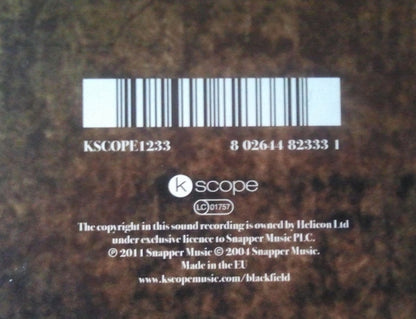 KSCOPE1233 8 02644 82333 1
k scope
LC 01757
The copyright in this sound recording is owned by Helicon Ltd
under exclusive licence to Snapper Music PLC.
℗ 2011 Snapper Music © 2004 Snapper Music.
Made in the EU
www.kscopemusic.com/blackfield